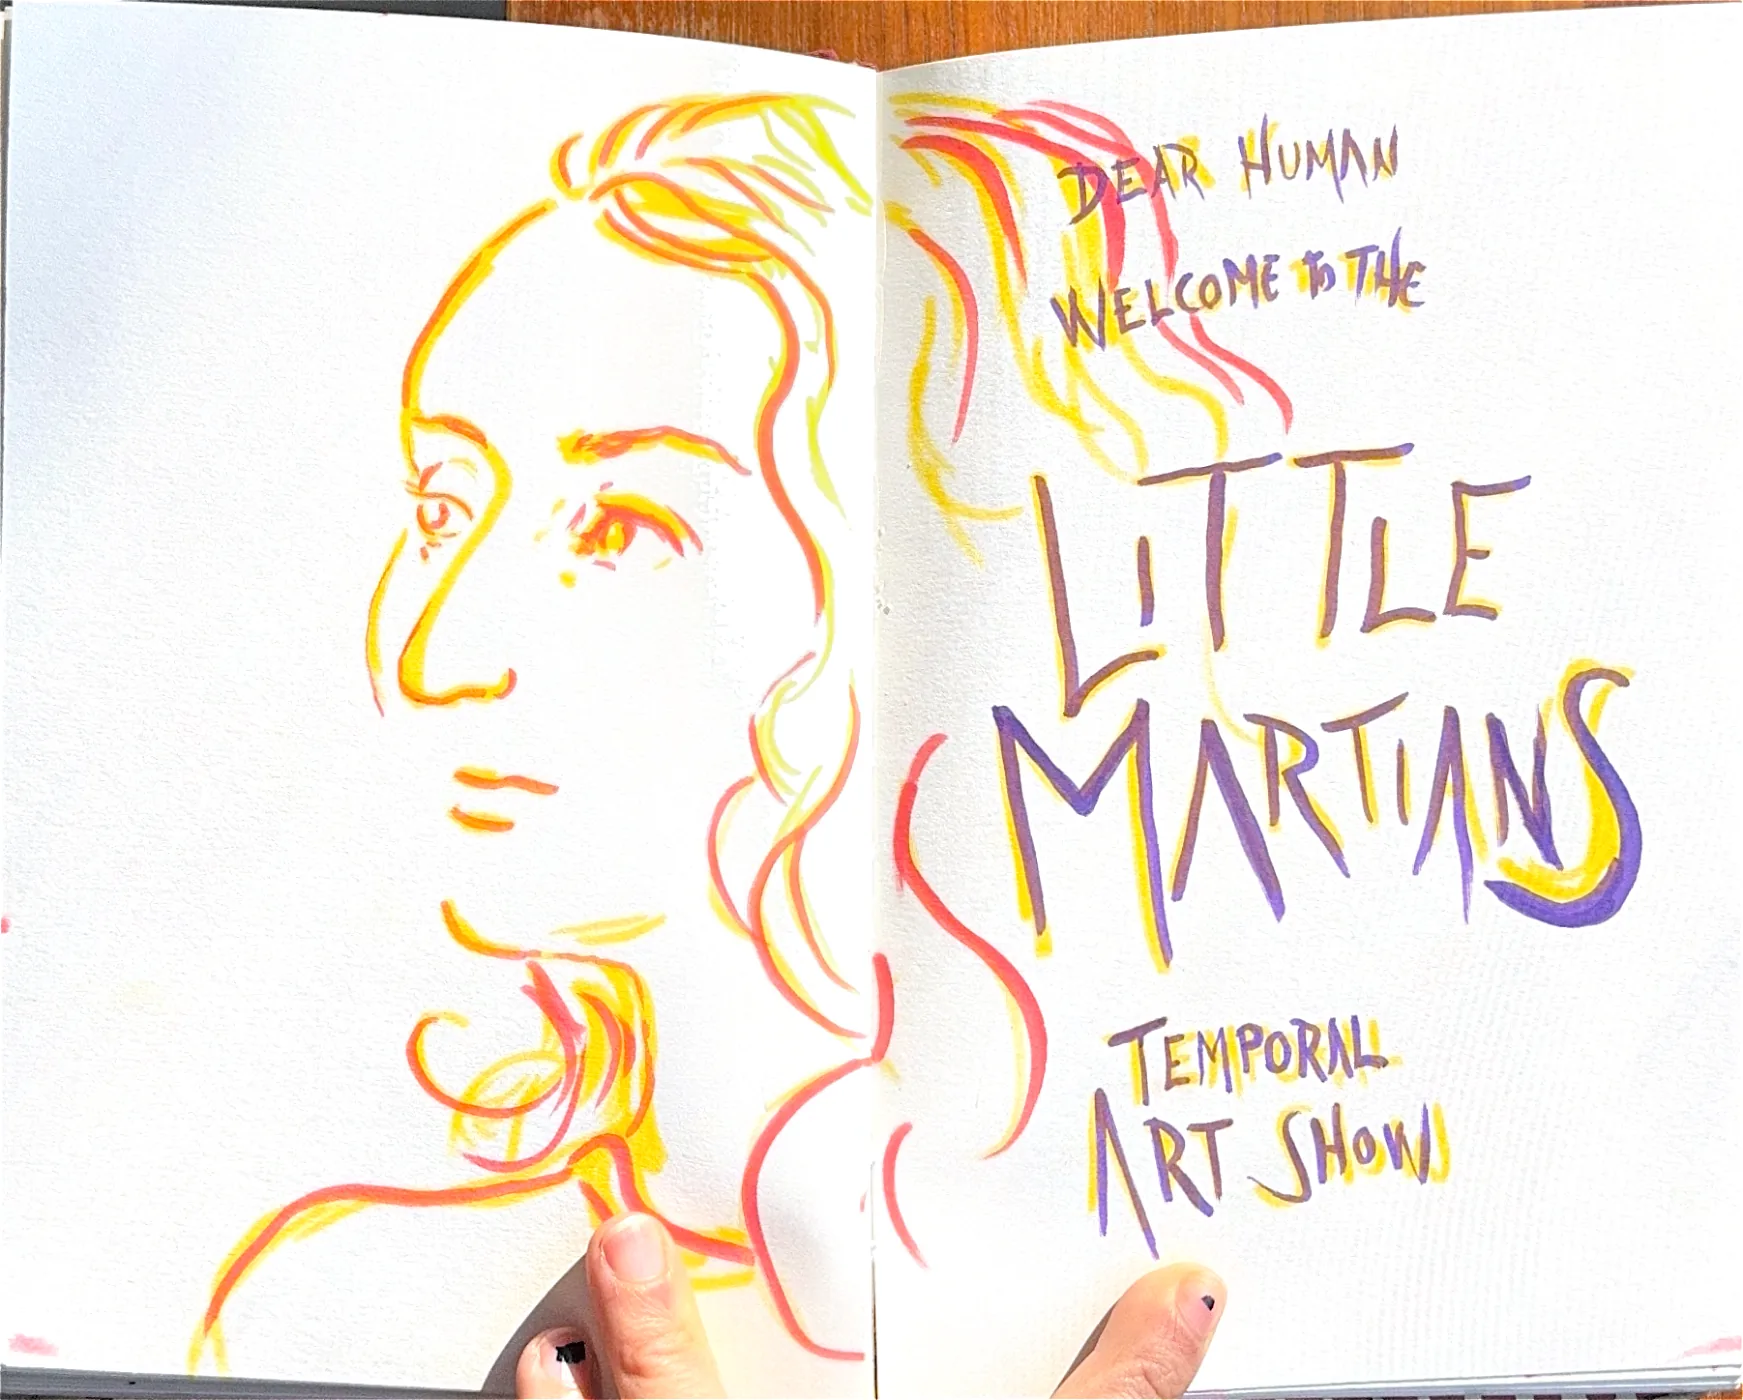 DEAR HUMAN
WELCOME to THE
LITTLE
MARTIANS
TEMPORAL
ART SHOW